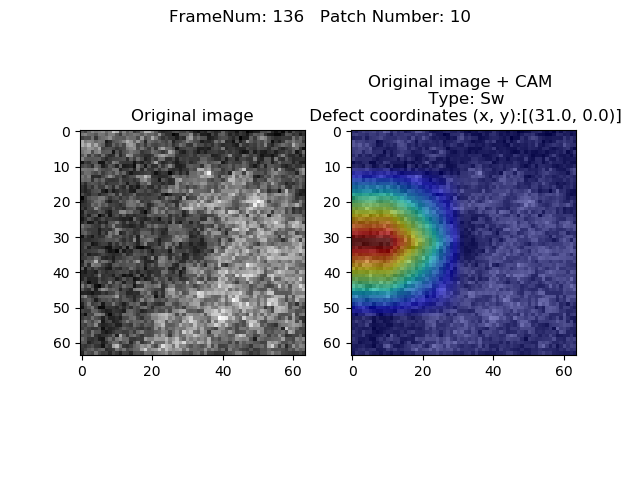 FrameNum: 136   Patch Number: 10
Original image
0
10
20
30
40
50
60
0 20 40 60
Original image + CAM
Type: Sw
Defect coordinates (x, y):[(31.0, 0.0)]
0
10
20
30
40
50
60
0 20 40 60